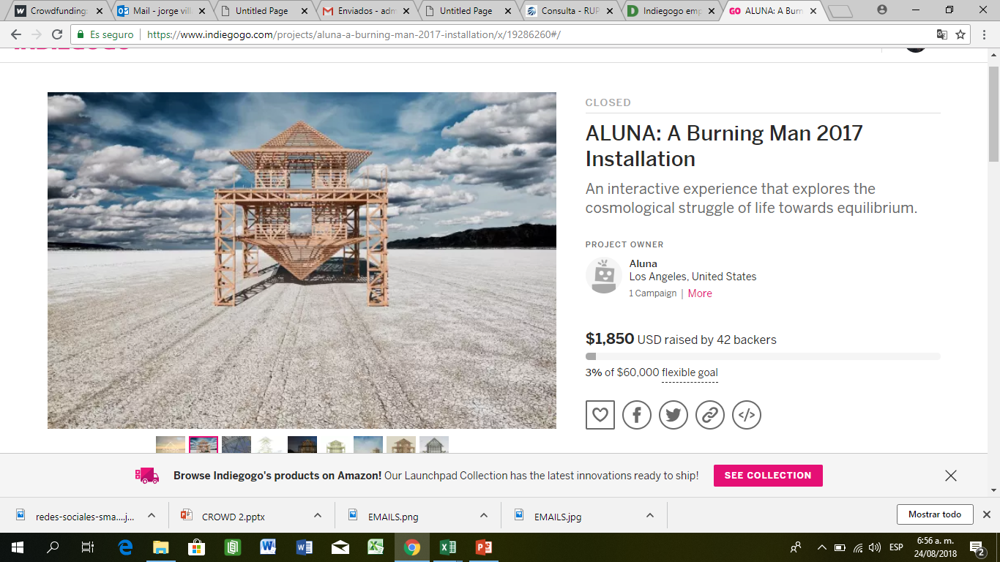 Crowdfunding:
Mail - jorge vill
Untitled Page
Enviados - adm
Untitled Page
Consulta - RUP
Indiegogo emp
GO ALUNA: A Burn
Es seguro
https://www.indiegogo.com/projects/aluna-a-burning-man-2017-installation/x/19286260#/
INDIEGOGO
CLOSED
ALUNA: A Burning Man 2017
Installation
An interactive experience that explores the
cosmological struggle of life towards equilibrium.
PROJECT OWNER
Aluna
Los Angeles, United States
1 Campaign | More
$1,850 USD raised by 42 backers
3% of $60,000 flexible goal
Browse Indiegogo's products on Amazon! Our Launchpad Collection has the latest innovations ready to ship!
SEE COLLECTION
redes-sociales-sma....j...
CROWD 2.pptx
EMAILS.png
EMAILS.jpg
Mostrar todo
ESP
6:56 a. m.
24/08/2018
2